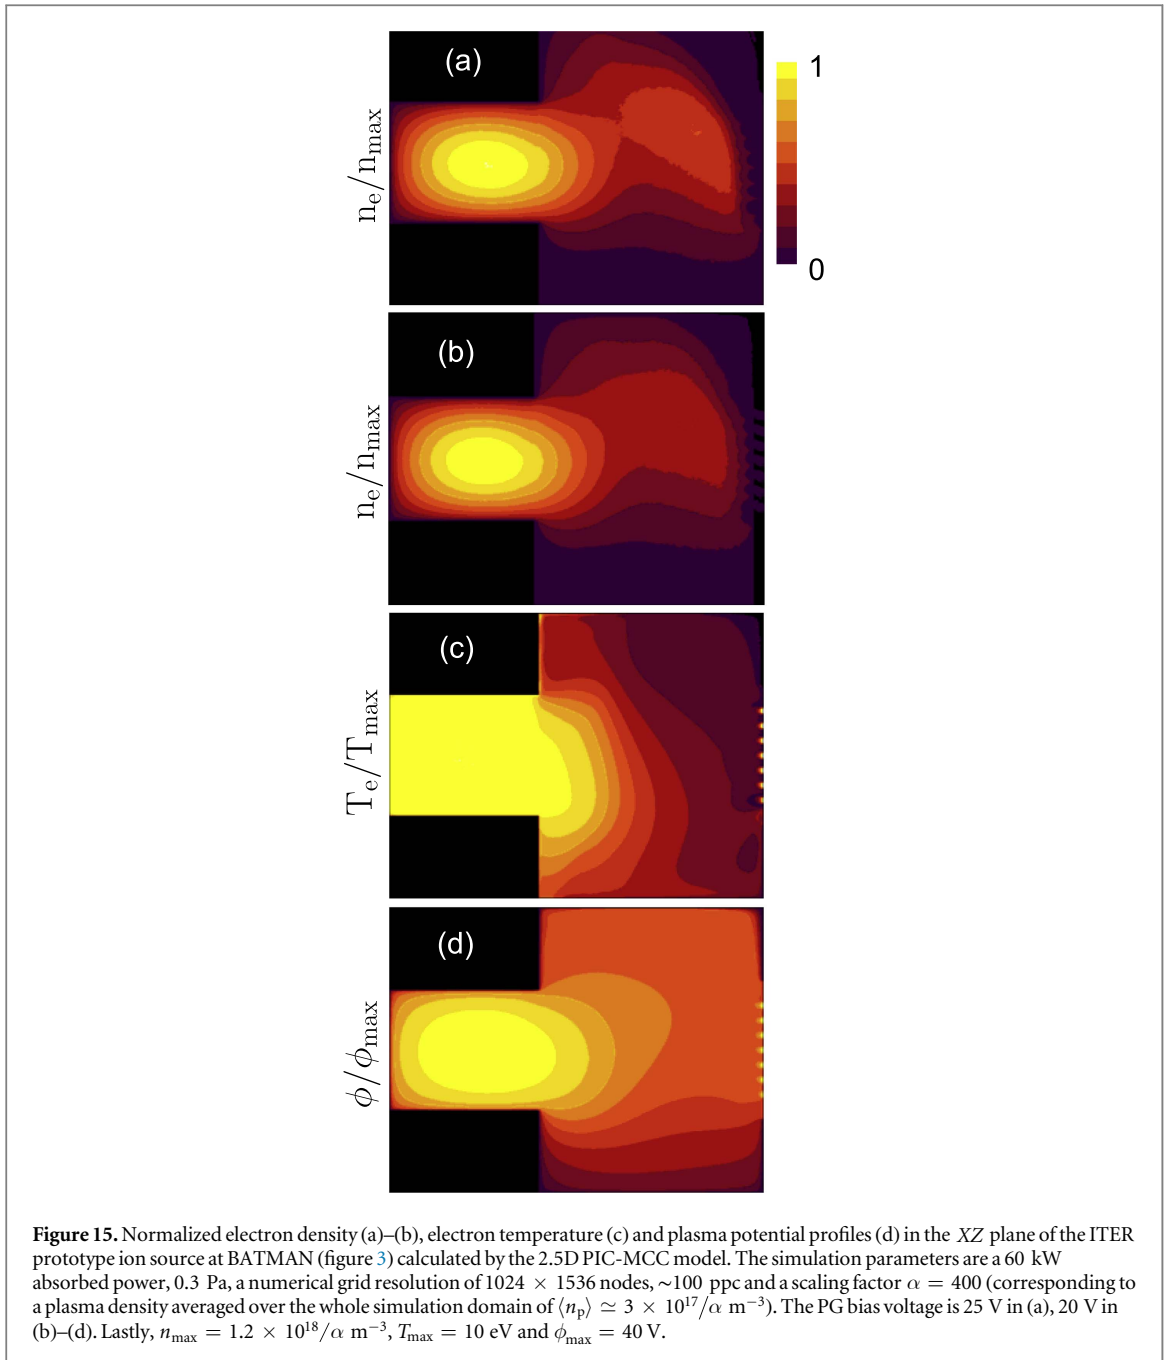 (a)
1
n_e/n_max
0
(b)
n_e/n_max
(c)
T_e/T_max
(d)
ϕ/ϕ_max
Figure 15. Normalized electron density (a)–(b), electron temperature (c) and plasma potential profiles (d) in the XZ plane of the ITER
prototype ion source at BATMAN (figure 3) calculated by the 2.5D PIC-MCC model. The simulation parameters are a 60 kW
absorbed power, 0.3 Pa, a numerical grid resolution of 1024 × 1536 nodes, ~100 ppc and a scaling factor α = 400 (corresponding to
a plasma density averaged over the whole simulation domain of ⟨n_p⟩ ≃ 3 × 10^17/α m^−3). The PG bias voltage is 25 V in (a), 20 V in
(b)–(d). Lastly, n_max = 1.2 × 10^18/α m^−3, T_max = 10 eV and ϕ_max = 40 V.